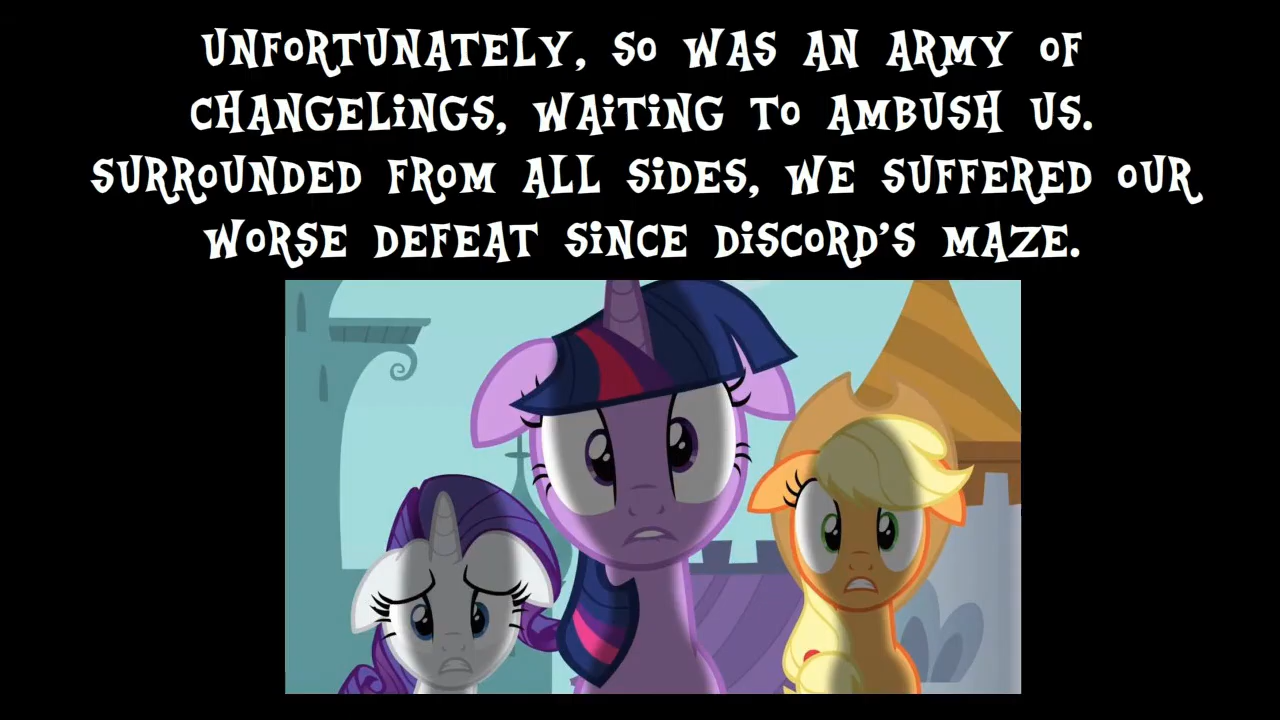 UNFORTUNATELY, SO WAS AN ARMY OF
CHANGELiNGS, WAiTiNG TO AMBUSH US.
SURROUNDED FROM ALL SiDES, WE SUFFERED OUR
WORSE DEFEAT SiNCE DiSCORD'S MAZE.